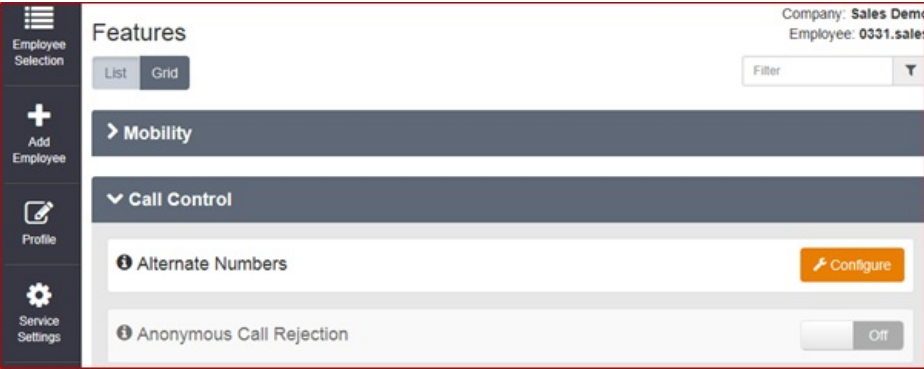 Employee
Selection
Add
Employee
Profile
Service
Settings
Features
Company: Sales Demo
Employee: 0331.sales
List
Grid
Filter
Mobility
Call Control
Alternate Numbers
Configure
Anonymous Call Rejection
Off